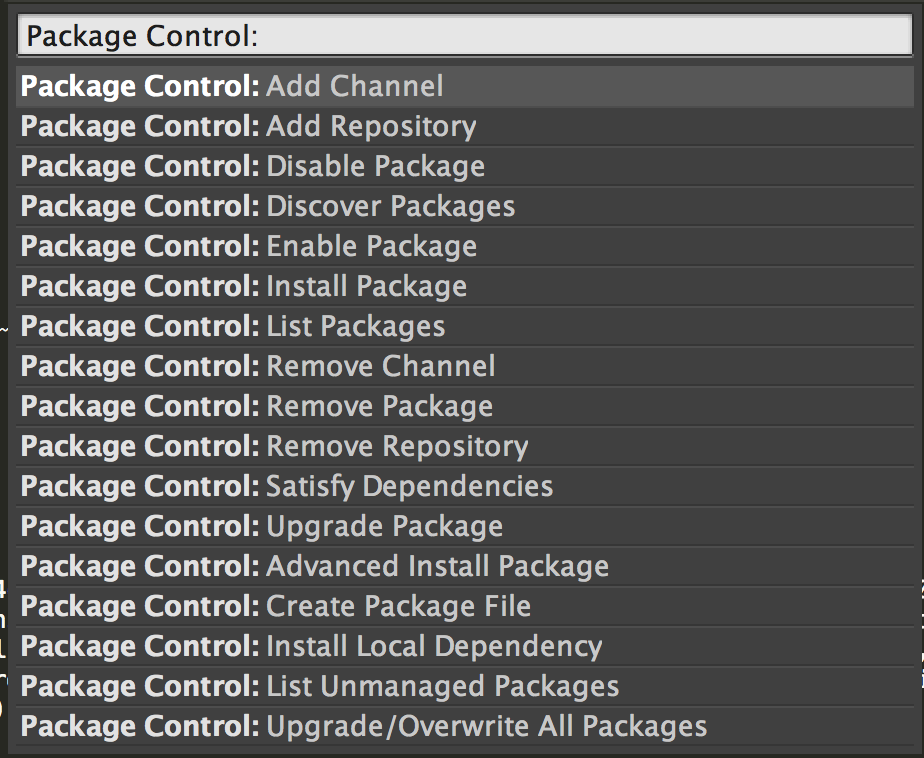 Package Control:
Package Control: Add Channel
Package Control: Add Repository
Package Control: Disable Package
Package Control: Discover Packages
Package Control: Enable Package
Package Control: Install Package
Package Control: List Packages
Package Control: Remove Channel
Package Control: Remove Package
Package Control: Remove Repository
Package Control: Satisfy Dependencies
Package Control: Upgrade Package
Package Control: Advanced Install Package
Package Control: Create Package File
Package Control: Install Local Dependency
Package Control: List Unmanaged Packages
Package Control: Upgrade/Overwrite All Packages